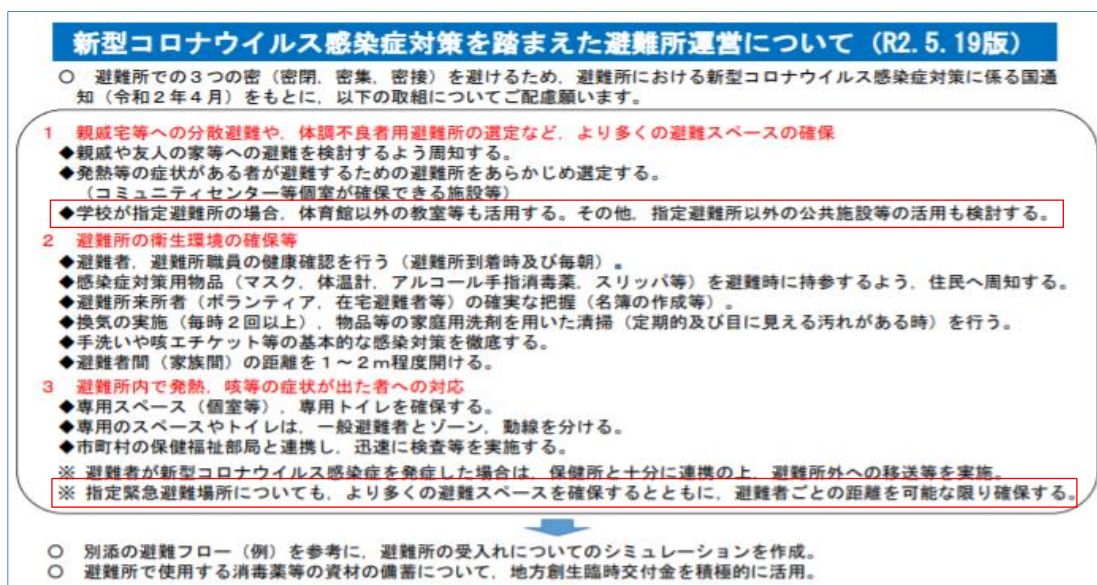 新型コロナウイルス感染症対策を踏まえた避難所運営について（R2.5.19版）
○　避難所での３つの密（密閉，密集，密接）を避けるため，避難所における新型コロナウイルス感染症対策に係る国通
知（令和２年４月）をもとに，以下の取組についてご配慮願います。
１　親戚宅等への分散避難や，体調不良者用避難所の選定など，より多くの避難スペースの確保
◆親戚や友人の家等への避難を検討するよう周知する。
◆発熱等の症状がある者が避難するための避難所をあらかじめ選定する。
（コミュニティセンター等個室が確保できる施設等）
◆学校が指定避難所の場合，体育館以外の教室等も活用する。その他，指定避難所以外の公共施設等の活用も検討する。
２　避難所の衛生環境の確保等
◆避難者，避難所職員の健康確認を行う（避難所到着時及び毎朝）。
◆感染症対策用物品（マスク，体温計，アルコール手指消毒薬，スリッパ等）を避難時に持参するよう，住民へ周知する。
◆避難所来所者（ボランティア，在宅避難者等）の確実な把握（名簿の作成等）。
◆換気の実施（毎時２回以上），物品等の家庭用洗剤を用いた清掃（定期的及び目に見える汚れがある時）を行う。
◆手洗いや咳エチケット等の基本的な感染対策を徹底する。
◆避難者間（家族間）の距離を１～２ｍ程度開ける。
３　避難所内で発熱，咳等の症状が出た者への対応
◆専用スペース（個室等），専用トイレを確保する。
◆専用のスペースやトイレは，一般避難者とゾーン，動線を分ける。
◆市町村の保健福祉部局と連携し，迅速に検査等を実施する。
※　避難者が新型コロナウイルス感染症を発症した場合は，保健所と十分に連携の上，避難所外への移送等を実施。
※　指定緊急避難場所についても，より多くの避難スペースを確保するとともに，避難者ごとの距離を可能な限り確保する。
○　別添の避難フロー（例）を参考に，避難所の受入れについてのシミュレーションを作成。
○　避難所で使用する消毒薬等の資材の備蓄について，地方創生臨時交付金を積極的に活用。